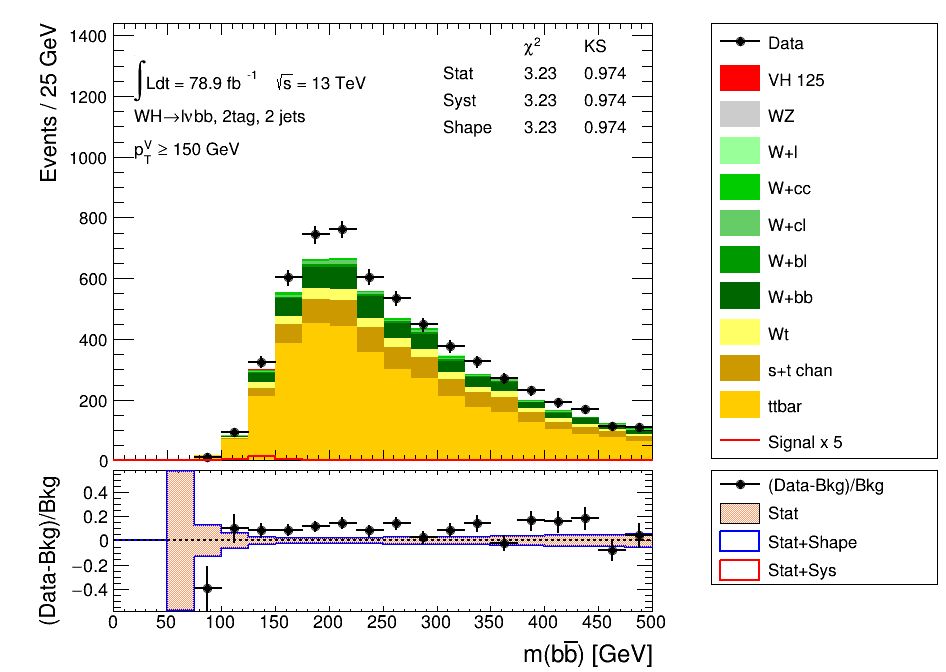 Events / 25 GeV
1400
1200
1000
800
600
400
200
0
∫Ldt = 78.9 fb⁻¹ √s = 13 TeV
WH→lνbb, 2tag, 2 jets
pTV ≥ 150 GeV
χ² KS
Stat 3.23 0.974
Syst 3.23 0.974
Shape 3.23 0.974
Data
VH 125
WZ
W+l
W+cc
W+cl
W+bl
W+bb
Wt
s+t chan
ttbar
Signal x 5
(Data-Bkg)/Bkg
0.4
0.2
0
−0.2
−0.4
0 50 100 150 200 250 300 350 400 450 500
m(bb̅) [GeV]
(Data-Bkg)/Bkg
Stat
Stat+Shape
Stat+Sys